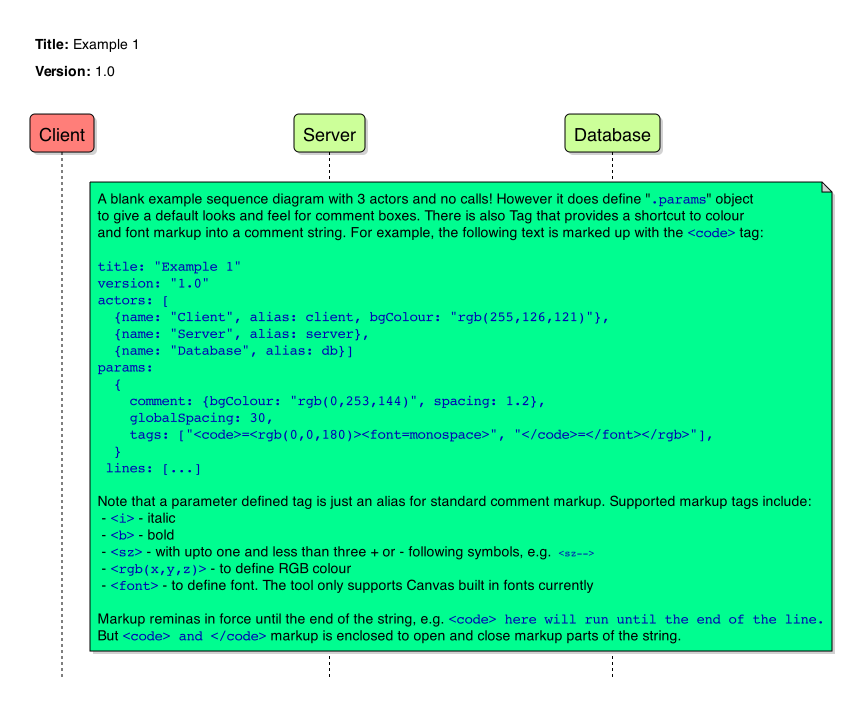 Title: Example 1
Version: 1.0
Client Server Database
A blank example sequence diagram with 3 actors and no calls! However it does define ".params" object
to give a default looks and feel for comment boxes. There is also Tag that provides a shortcut to colour
and font markup into a comment string. For example, the following text is marked up with the <code> tag:
title: "Example 1"
version: "1.0"
actors: [
{name: "Client", alias: client, bgColour: "rgb(255,126,121)"},
{name: "Server", alias: server},
{name: "Database", alias: db}]
params:
{
comment: {bgColour: "rgb(0,253,144)", spacing: 1.2},
globalSpacing: 30,
tags: ["<code>=<rgb(0,0,180)><font=monospace>", "</code>=</font></rgb>"],
}
lines: [...]
Note that a parameter defined tag is just an alias for standard comment markup. Supported markup tags include:
- <i> - italic
- <b> - bold
- <sz> - with upto one and less than three + or - following symbols, e.g. <sz-->
- <rgb(x,y,z)> - to define RGB colour
- <font> - to define font. The tool only supports Canvas built in fonts currently
Markup reminas in force until the end of the string, e.g. <code> here will run until the end of the line.
But <code> and </code> markup is enclosed to open and close markup parts of the string.